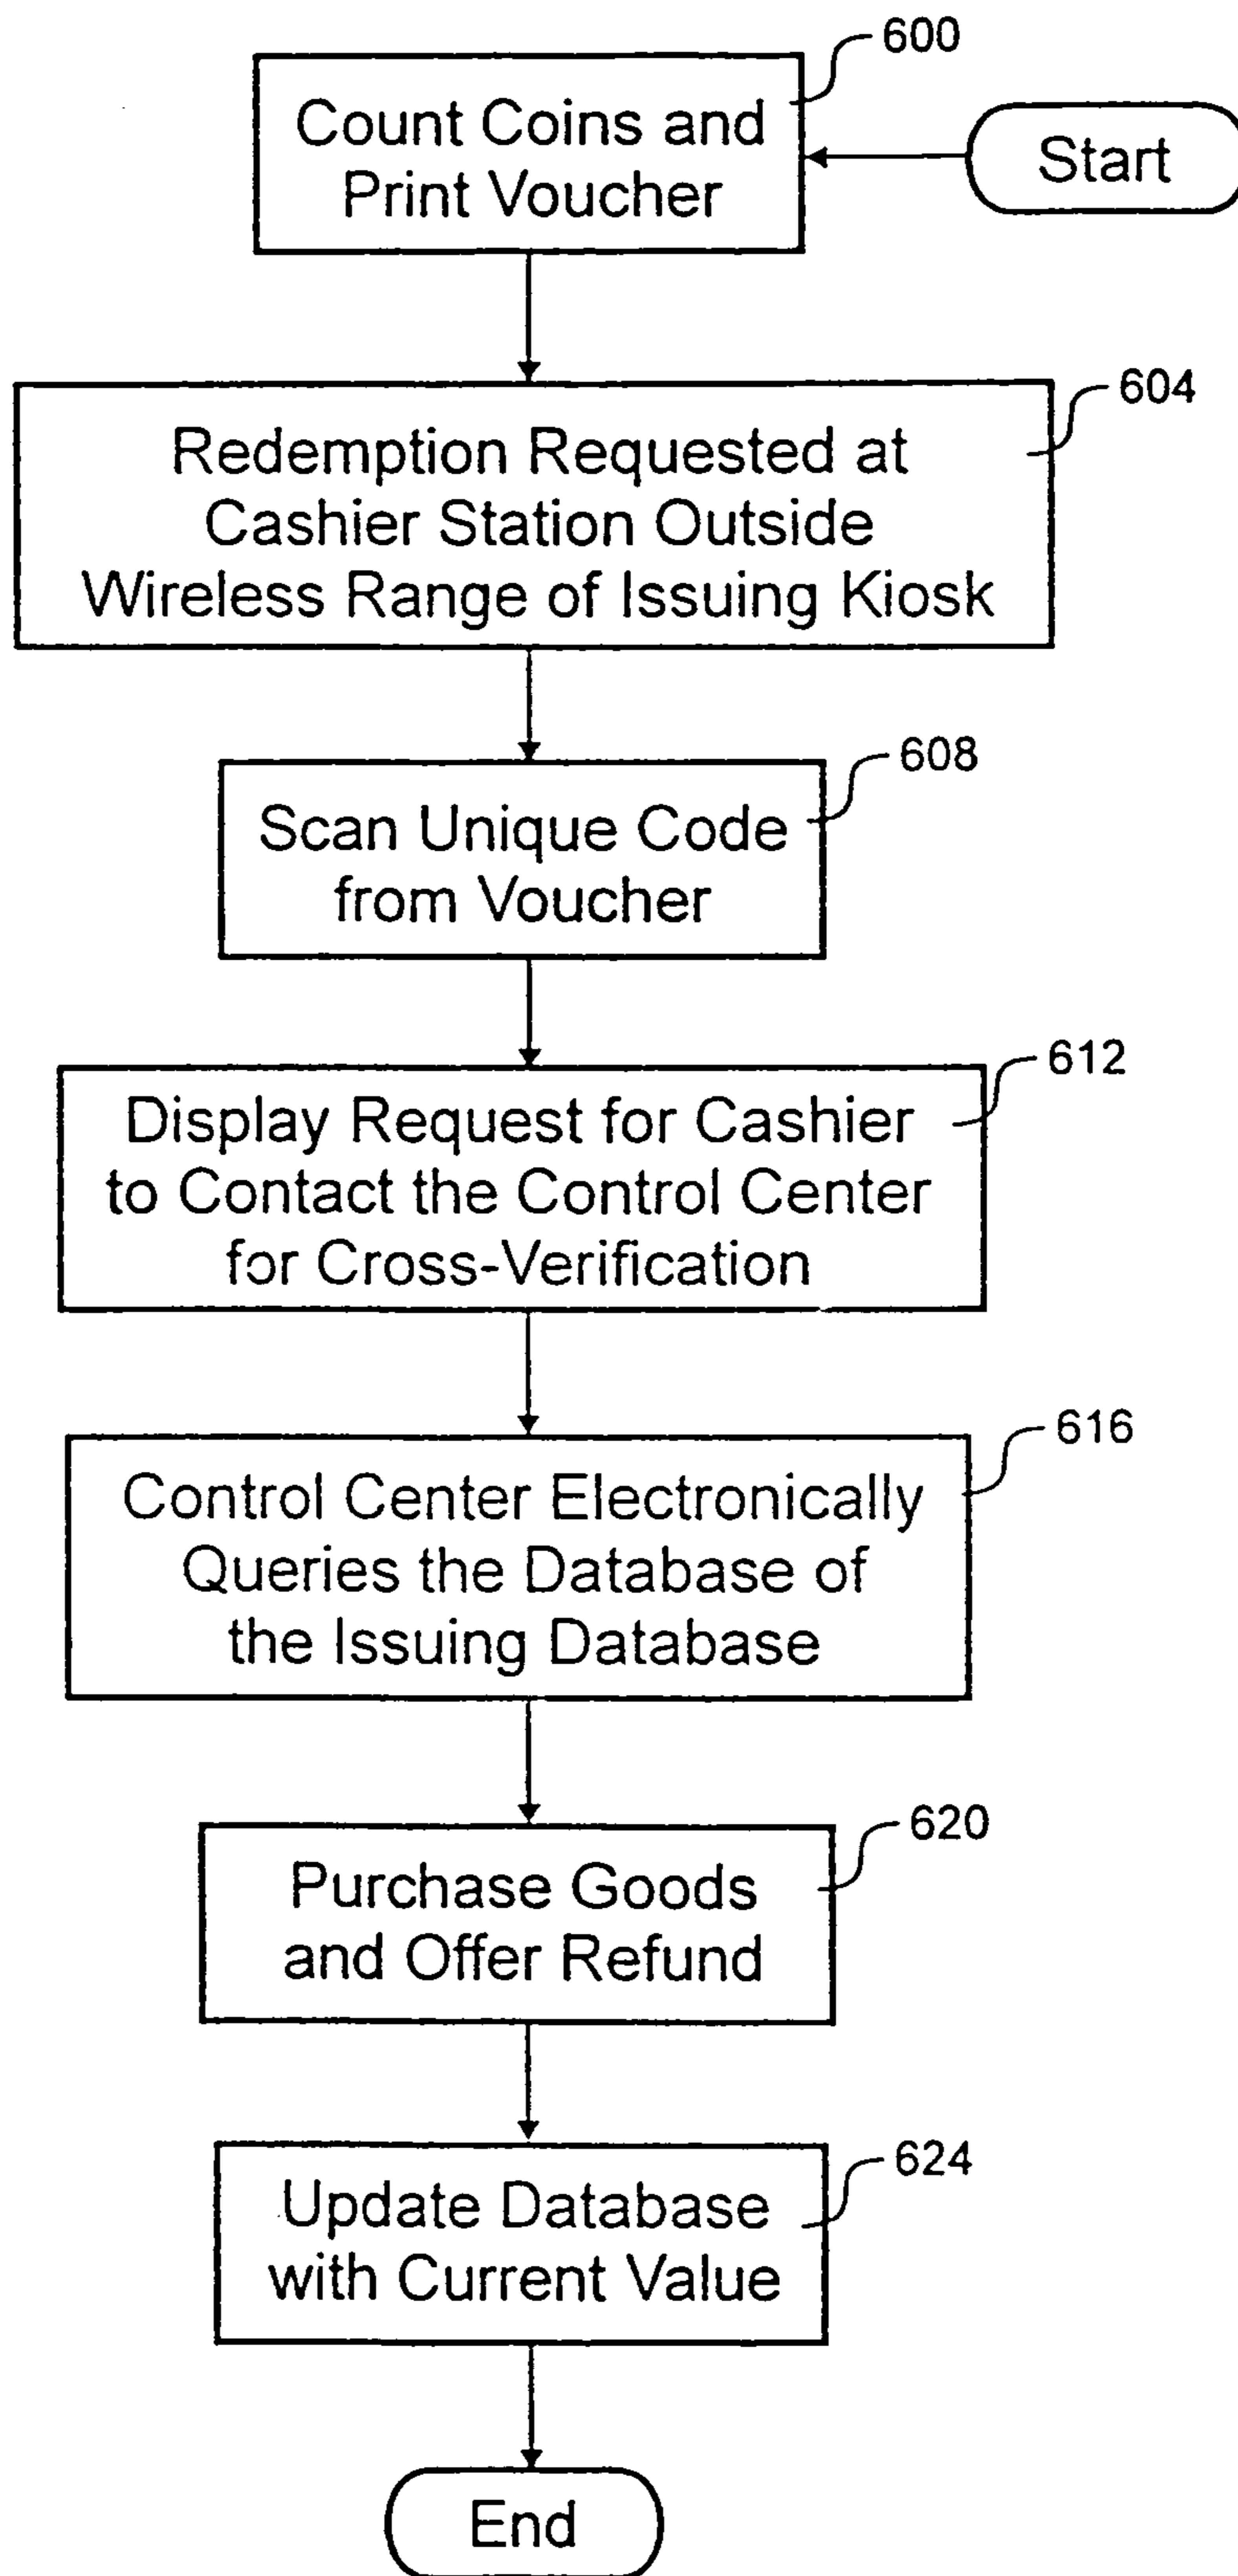 600
Count Coins and
Print Voucher
Start
604
Redemption Requested at
Cashier Station Outside
Wireless Range of Issuing Kiosk
608
Scan Unique Code
from Voucher
612
Display Request for Cashier
to Contact the Control Center
for Cross-Verification
616
Control Center Electronically
Queries the Database of
the Issuing Database
620
Purchase Goods
and Offer Refund
624
Update Database
with Current Value
End